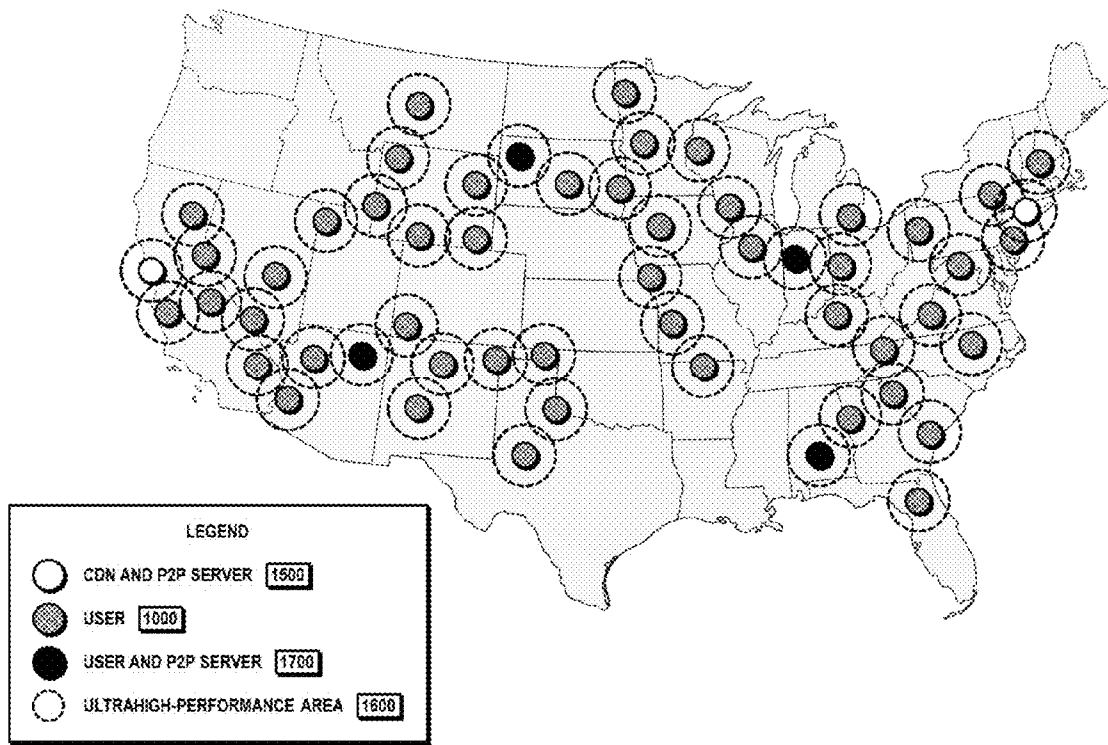 LEGEND
CDN AND P2P SERVER 1500
USER 1000
USER AND P2P SERVER 1700
ULTRAHIGH-PERFORMANCE AREA 1600